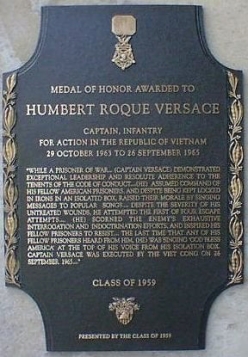 MEDAL OF HONOR AWARDED TO
HUMBERT ROQUE VERSACE
CAPTAIN, INFANTRY
FOR ACTION IN THE REPUBLIC OF VIETNAM
29 OCTOBER 1963 TO 26 SEPTEMBER 1965
"WHILE A PRISONER OF WAR... (CAPTAIN VERSACE) DEMONSTRATED
EXCEPTIONAL LEADERSHIP AND RESOLUTE ADHERENCE TO THE
TENENTS OF THE CODE OF CONDUCT....(HE) ASSUMED COMMAND OF
HIS FELLOW AMERICAN PRISONERS, AND DESPITE BEING KEPT LOCKED
IN IRONS IN AN ISOLATED BOX, RAISED THEIR MORALE BY SINGING
MESSAGES TO POPULAR SONGS.... DESPITE THE SEVERITY OF HIS
UNTREATED WOUNDS, HE ATTEMPTED THE FIRST OF FOUR ESCAPE
ATTEMPTS.... (HE) SCORNED THE ENEMY'S EXHAUSTIVE
INTERROGATION AND INDOCTRINATION EFFORTS, AND INSPIRED HIS
FELLOW PRISONERS TO RESIST.... THE LAST TIME THAT ANY OF HIS
FELLOW PRISONERS HEARD FROM HIM, (HE) WAS SINGING 'GOD BLESS
AMERICA' AT THE TOP OF HIS VOICE FROM HIS ISOLATION BOX.
CAPTAIN VERSACE WAS EXECUTED BY THE VIET CONG ON 26
SEPTEMBER 1965..."
CLASS OF 1959
PRESENTED BY THE CLASS OF 1959